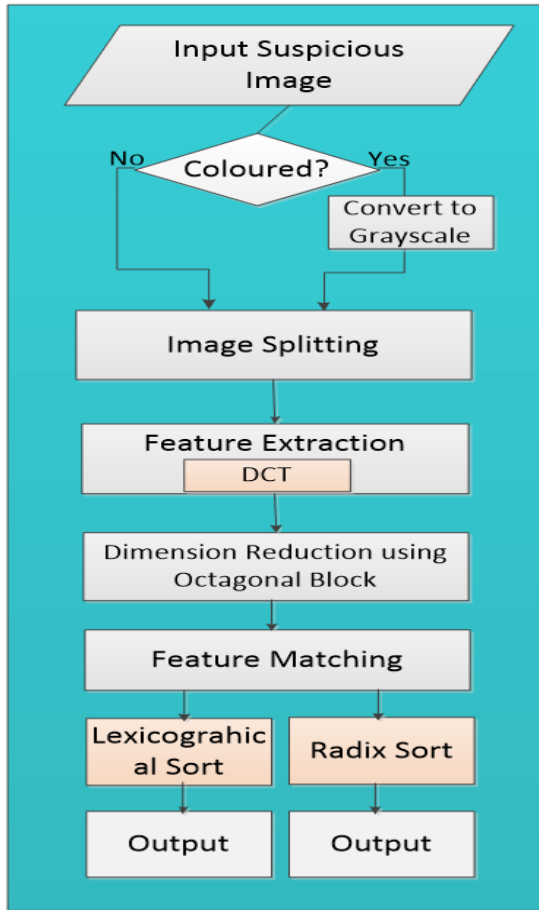 Input Suspicious
Image
No
Coloured?
Yes
Convert to
Grayscale
Image Splitting
Feature Extraction
DCT
Dimension Reduction using
Octagonal Block
Feature Matching
Lexicograhic
al Sort
Radix Sort
Output
Output